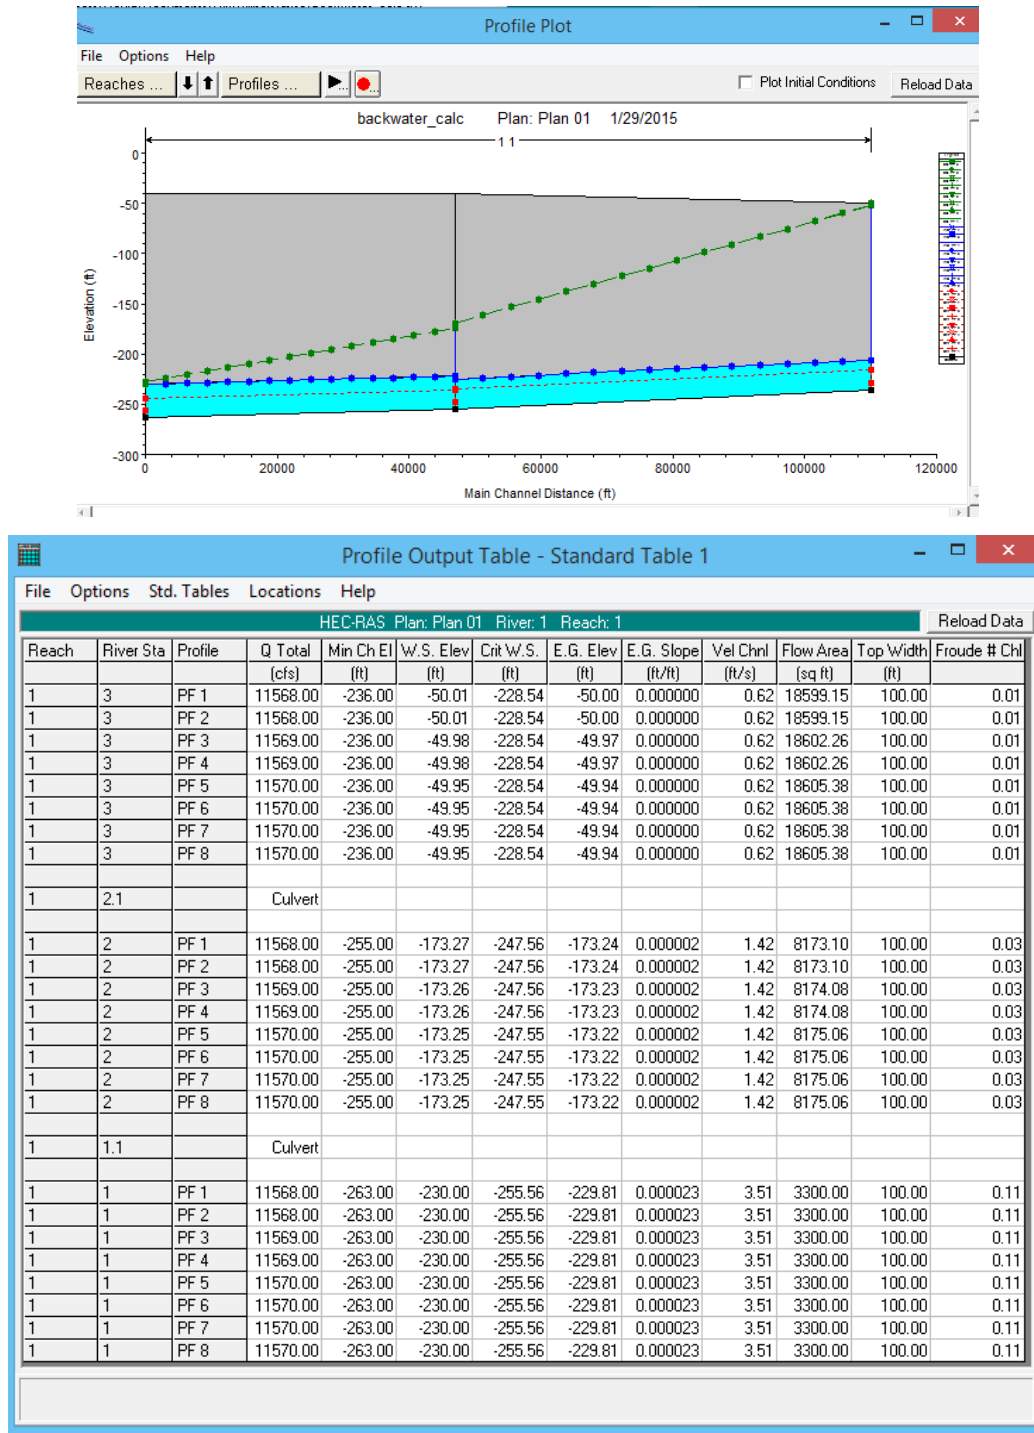 Profile Plot
File Options Help
Reaches ... Profiles ... Plot Initial Conditions Reload Data
backwater_calc Plan: Plan 01 1/29/2015
1 1
0
-50
-100
-150
-200
-250
-300
Elevation (ft)
0 20000 40000 60000 80000 100000 120000
Main Channel Distance (ft)
Profile Output Table - Standard Table 1
File Options Std. Tables Locations Help
HEC-RAS Plan: Plan 01 River: 1 Reach: 1 Reload Data
Reach River Sta Profile Q Total Min Ch El W.S. Elev Crit W.S. E.G. Elev E.G. Slope Vel Chnl Flow Area Top Width Froude # Chl
(cfs) (ft) (ft) (ft) (ft) (ft/ft) (ft/s) (sq ft) (ft)
1 3 PF 1 11568.00 -236.00 -50.01 -228.54 -50.00 0.000000 0.62 18599.15 100.00 0.01
1 3 PF 2 11568.00 -236.00 -50.01 -228.54 -50.00 0.000000 0.62 18599.15 100.00 0.01
1 3 PF 3 11569.00 -236.00 -49.98 -228.54 -49.97 0.000000 0.62 18602.26 100.00 0.01
1 3 PF 4 11569.00 -236.00 -49.98 -228.54 -49.97 0.000000 0.62 18602.26 100.00 0.01
1 3 PF 5 11570.00 -236.00 -49.95 -228.54 -49.94 0.000000 0.62 18605.38 100.00 0.01
1 3 PF 6 11570.00 -236.00 -49.95 -228.54 -49.94 0.000000 0.62 18605.38 100.00 0.01
1 3 PF 7 11570.00 -236.00 -49.95 -228.54 -49.94 0.000000 0.62 18605.38 100.00 0.01
1 3 PF 8 11570.00 -236.00 -49.95 -228.54 -49.94 0.000000 0.62 18605.38 100.00 0.01
1 2.1 Culvert
1 2 PF 1 11568.00 -255.00 -173.27 -247.56 -173.24 0.000002 1.42 8173.10 100.00 0.03
1 2 PF 2 11568.00 -255.00 -173.27 -247.56 -173.24 0.000002 1.42 8173.10 100.00 0.03
1 2 PF 3 11569.00 -255.00 -173.26 -247.56 -173.23 0.000002 1.42 8174.08 100.00 0.03
1 2 PF 4 11569.00 -255.00 -173.26 -247.56 -173.23 0.000002 1.42 8174.08 100.00 0.03
1 2 PF 5 11570.00 -255.00 -173.25 -247.55 -173.22 0.000002 1.42 8175.06 100.00 0.03
1 2 PF 6 11570.00 -255.00 -173.25 -247.55 -173.22 0.000002 1.42 8175.06 100.00 0.03
1 2 PF 7 11570.00 -255.00 -173.25 -247.55 -173.22 0.000002 1.42 8175.06 100.00 0.03
1 2 PF 8 11570.00 -255.00 -173.25 -247.55 -173.22 0.000002 1.42 8175.06 100.00 0.03
1 1.1 Culvert
1 1 PF 1 11568.00 -263.00 -230.00 -255.56 -229.81 0.000023 3.51 3300.00 100.00 0.11
1 1 PF 2 11568.00 -263.00 -230.00 -255.56 -229.81 0.000023 3.51 3300.00 100.00 0.11
1 1 PF 3 11569.00 -263.00 -230.00 -255.56 -229.81 0.000023 3.51 3300.00 100.00 0.11
1 1 PF 4 11569.00 -263.00 -230.00 -255.56 -229.81 0.000023 3.51 3300.00 100.00 0.11
1 1 PF 5 11570.00 -263.00 -230.00 -255.56 -229.81 0.000023 3.51 3300.00 100.00 0.11
1 1 PF 6 11570.00 -263.00 -230.00 -255.56 -229.81 0.000023 3.51 3300.00 100.00 0.11
1 1 PF 7 11570.00 -263.00 -230.00 -255.56 -229.81 0.000023 3.51 3300.00 100.00 0.11
1 1 PF 8 11570.00 -263.00 -230.00 -255.56 -229.81 0.000023 3.51 3300.00 100.00 0.11